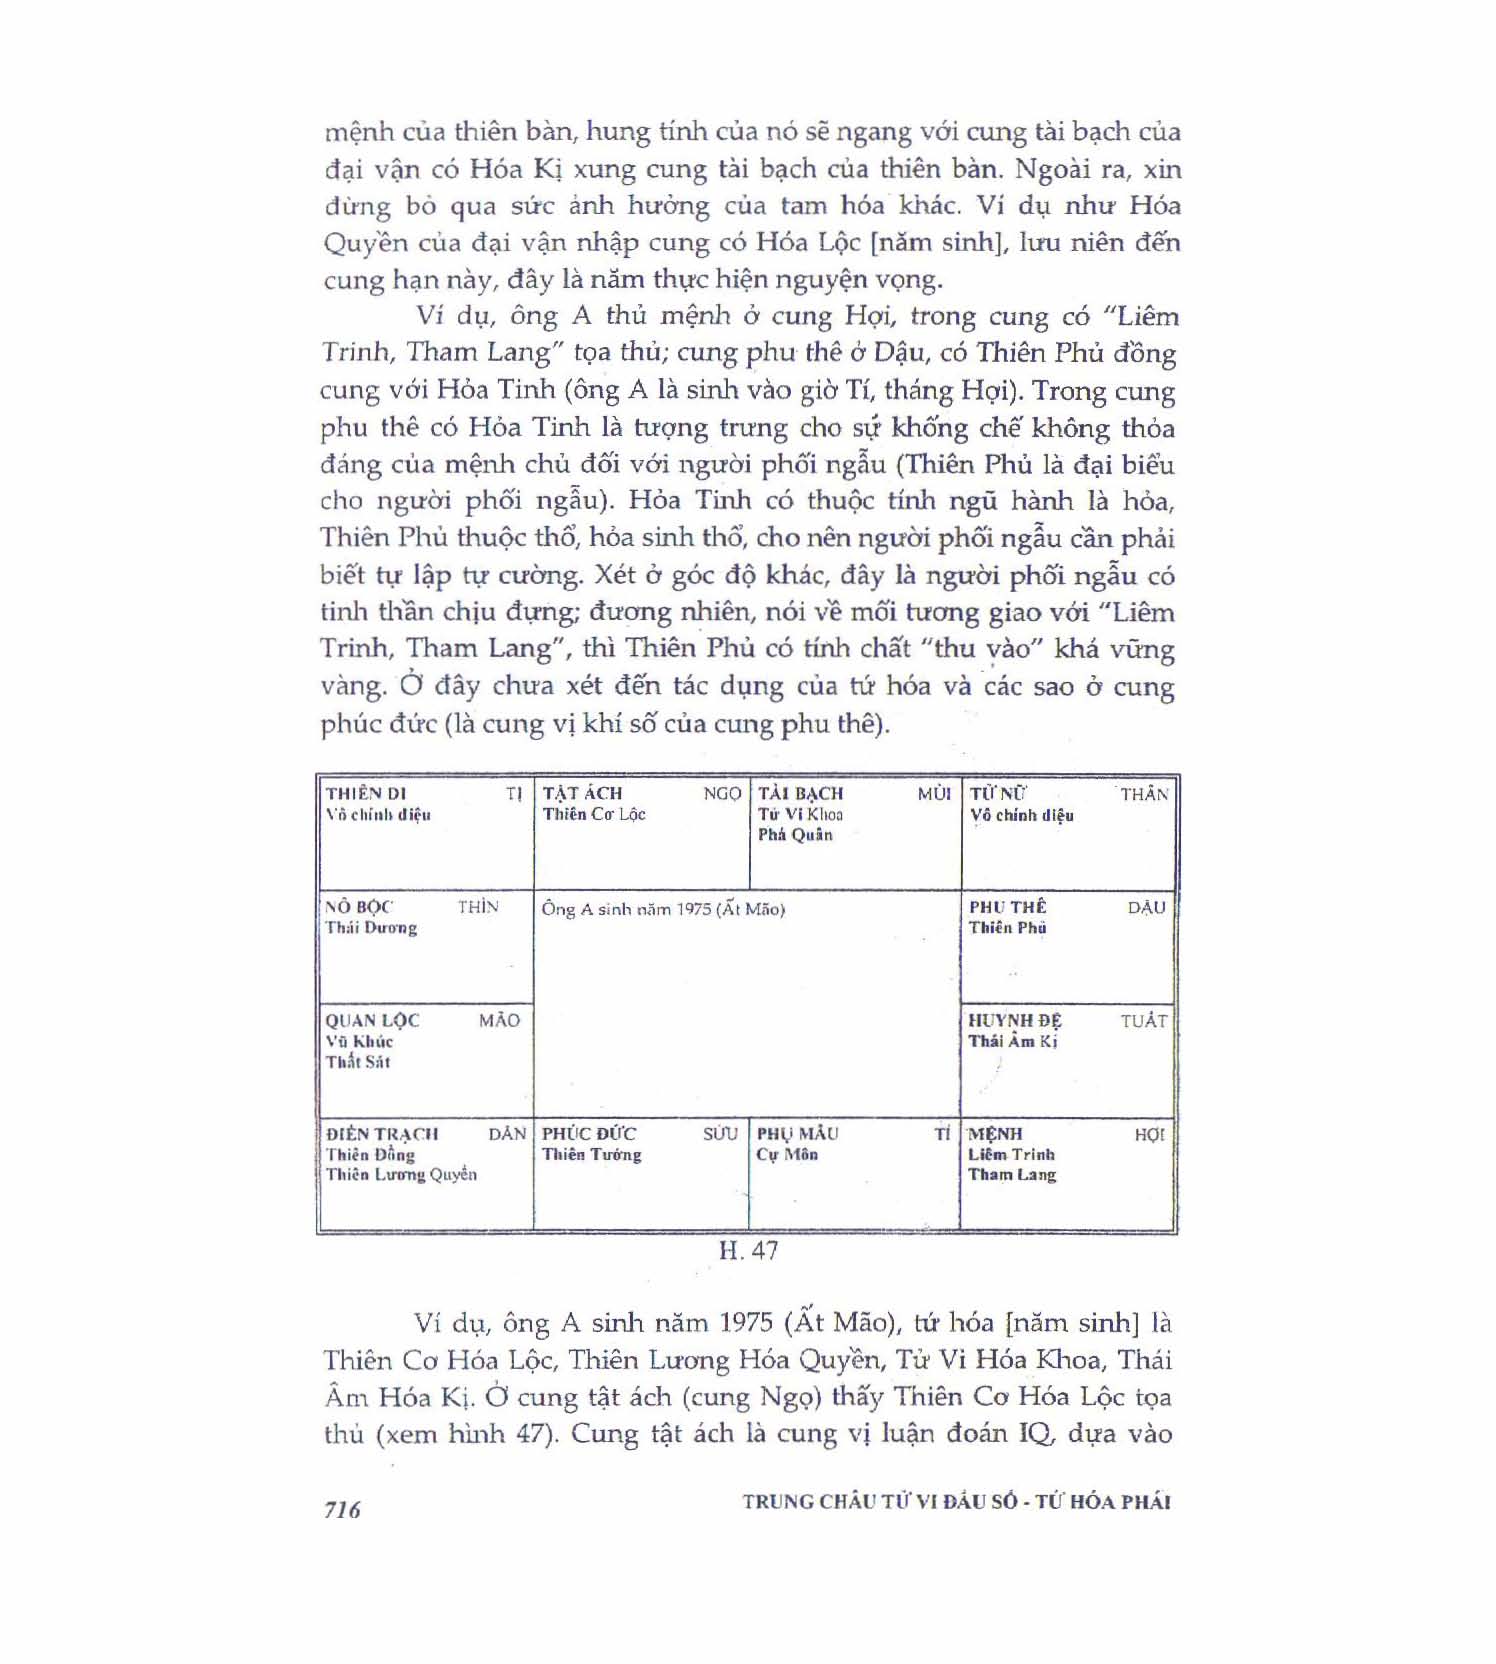 mệnh của thiên bàn, hung tính của nó sẽ ngang với cung tài bạch của
đại vận có Hóa Kị xung cung tài bạch của thiên bàn. Ngoài ra, xin
đừng bỏ qua sức ảnh hưởng của tam hóa khác. Ví dụ như Hóa
Quyền của đại vận nhập cung có Hóa Lộc [năm sinh], lưu niên đến
cung hạn này, đây là năm thực hiện nguyện vọng.
Ví dụ, ông A thủ mệnh ở cung Hợi, trong cung có "Liêm
Trinh, Tham Lang" tọa thủ; cung phu thê ở Dậu, có Thiên Phủ đồng
cung với Hỏa Tinh (ông A là sinh vào giờ Tí, tháng Hợi). Trong cung
phu thê có Hỏa Tinh là tượng trưng cho sự khống chế không thỏa
đáng của mệnh chủ đối với người phối ngẫu (Thiên Phủ là đại biểu
cho người phối ngẫu). Hỏa Tinh có thuộc tính ngũ hành là hỏa,
Thiên Phủ thuộc thổ, hỏa sinh thổ, cho nên người phối ngẫu cần phải
biết tự lập tự cường. Xét ở góc độ khác, đây là người phối ngẫu có
tinh thần chịu đựng; đương nhiên, nói về mối tương giao với "Liêm
Trinh, Tham Lang", thì Thiên Phủ có tính chất "thu vào" khá vững
vàng. Ở đây chưa xét đến tác dụng của tứ hóa và các sao ở cung
phúc đức (là cung vị khí số của cung phu thê).
THIÊN DI TỊ
Vô chính diệu
TẬT ÁCH NGỌ
Thiên Cơ Lộc
TÀI BẠCH MÙI
Tử Vi Khoa
Phá Quân
TỬ NỮ THÂN
Vô chính diệu
NÔ BỘC THÌN
Thái Dương
Ông A sinh năm 1975 (Ất Mão)
PHU THÊ DẬU
Thiên Phủ
QUAN LỘC MÃO
Vũ Khúc
Thất Sát
HUYNH ĐỆ TUẤT
Thái Âm Kị
ĐIỀN TRẠCH DẦN
Thiên Đồng
Thiên Lương Quyền
PHÚC ĐỨC SỬU
Thiên Tướng
PHỤ MẪU TÍ
Cự Môn
MỆNH HỢI
Liêm Trinh
Tham Lang
H. 47
Ví dụ, ông A sinh năm 1975 (Ất Mão), tứ hóa [năm sinh] là
Thiên Cơ Hóa Lộc, Thiên Lương Hóa Quyền, Tử Vi Hóa Khoa, Thái
Âm Hóa Kị. Ở cung tật ách (cung Ngọ) thấy Thiên Cơ Hóa Lộc tọa
thủ (xem hình 47). Cung tật ách là cung vị luận đoán IQ, dựa vào
716 TRUNG CHÂU TỬ VI ĐẨU SỐ - TỨ HÓA PHÁI